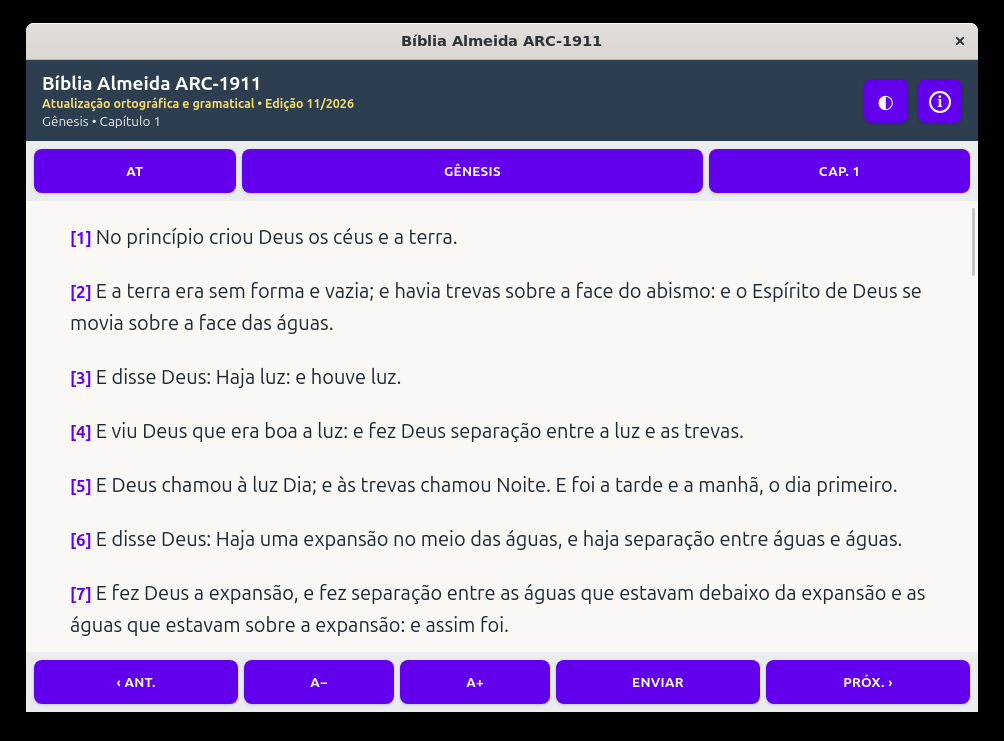 Bíblia Almeida ARC-1911
×
Bíblia Almeida ARC-1911
Atualização ortográfica e gramatical • Edição 11/2026
Gênesis • Capítulo 1
AT
GÊNESIS
CAP. 1
[1] No princípio criou Deus os céus e a terra.
[2] E a terra era sem forma e vazia; e havia trevas sobre a face do abismo: e o Espírito de Deus se
movia sobre a face das águas.
[3] E disse Deus: Haja luz: e houve luz.
[4] E viu Deus que era boa a luz: e fez Deus separação entre a luz e as trevas.
[5] E Deus chamou à luz Dia; e às trevas chamou Noite. E foi a tarde e a manhã, o dia primeiro.
[6] E disse Deus: Haja uma expansão no meio das águas, e haja separação entre águas e águas.
[7] E fez Deus a expansão, e fez separação entre as águas que estavam debaixo da expansão e as
águas que estavam sobre a expansão: e assim foi.
‹ ANT.
A−
A+
ENVIAR
PRÓX. ›